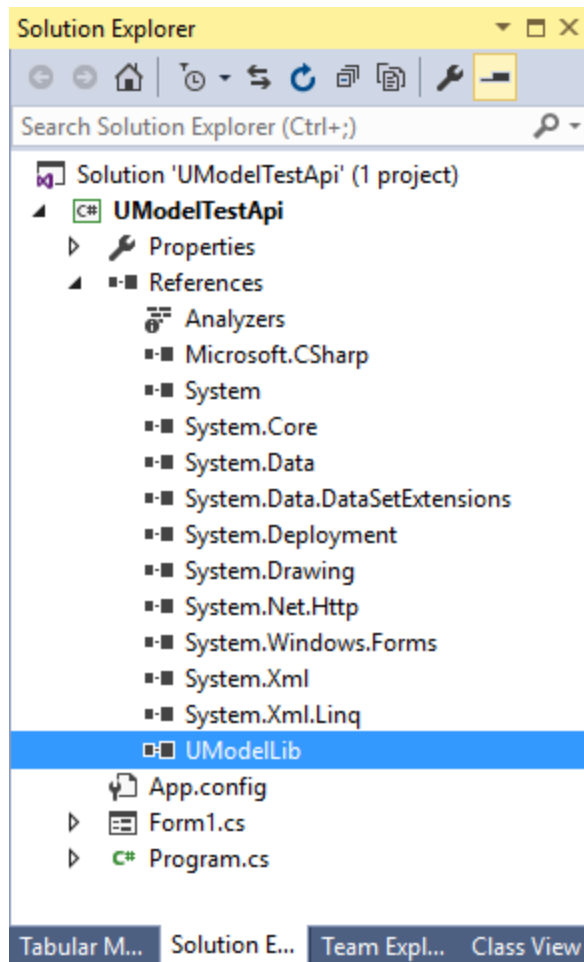 Solution Explorer
Search Solution Explorer (Ctrl+;)
Solution 'UModelTestApi' (1 project)
C# UModelTestApi
Properties
References
Analyzers
Microsoft.CSharp
System
System.Core
System.Data
System.Data.DataSetExtensions
System.Deployment
System.Drawing
System.Net.Http
System.Windows.Forms
System.Xml
System.Xml.Linq
UModelLib
App.config
Form1.cs
C# Program.cs
Tabular M... Solution E... Team Expl... Class View